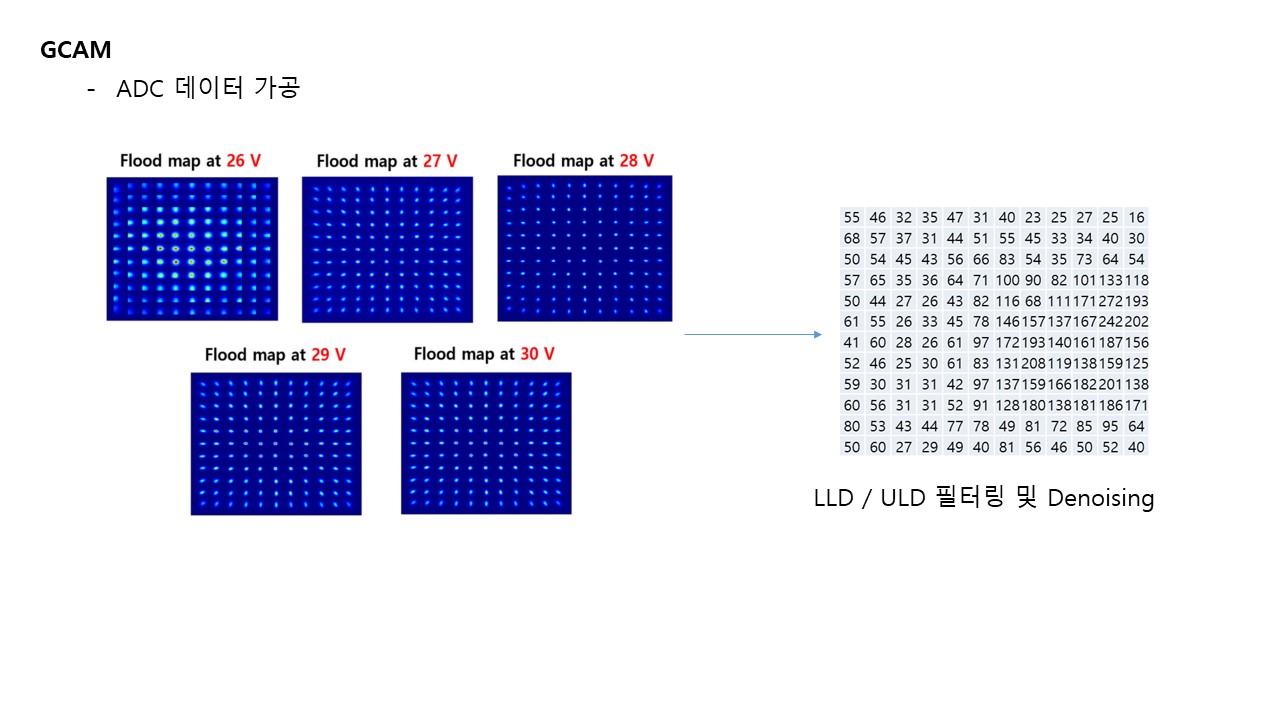 GCAM
- ADC 데이터 가공
Flood map at 26 V
Flood map at 27 V
Flood map at 28 V
Flood map at 29 V
Flood map at 30 V
55 46 32 35 47 31 40 23 25 27 25 16
68 57 37 31 44 51 55 45 33 34 40 30
50 54 45 43 56 66 83 54 35 73 64 54
57 65 35 36 64 71 100 90 82 101 133 118
50 44 27 26 43 82 116 68 111 171 272 193
61 55 26 33 45 78 146 157 137 167 242 202
41 60 28 26 61 97 172 193 140 161 187 156
52 46 25 30 61 83 131 208 119 138 159 125
59 30 31 31 42 97 137 159 166 182 201 138
60 56 31 31 52 91 128 180 138 181 186 171
80 53 43 44 77 78 49 81 72 85 95 64
50 60 27 29 49 40 81 56 46 50 52 40
LLD / ULD 필터링 및 Denoising